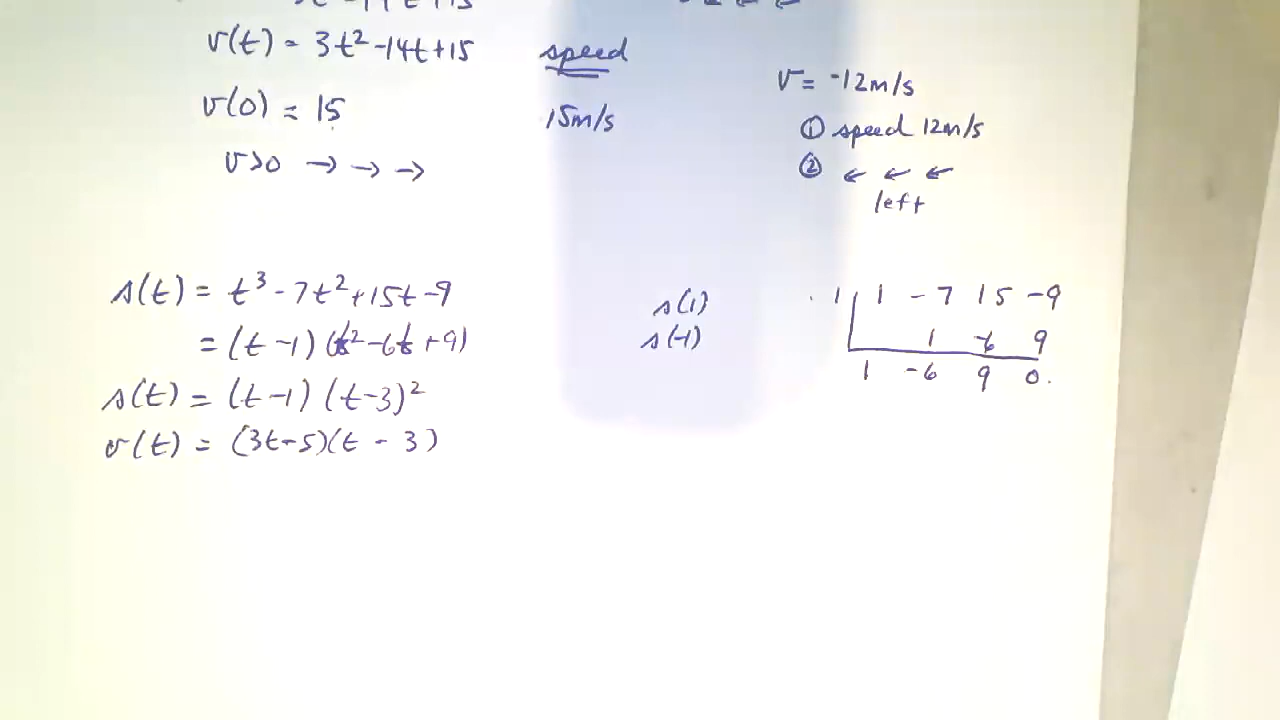 v(t) = 3t² -14t+15
speed
v = -12m/s
v(0) = 15
15m/s
① speed 12m/s
v>0 → → →
② ← ← ←
left
s(t) = t³ - 7t² + 15t - 9
= (t - 1) (t² - 6t + 9)
s(t) = (t-1) (t-3)²
v(t) = (3t-5)(t - 3)
s(1)
s(-1)
1 | 1 - 7 15 -9
1 -6 9
1 -6 9 0.